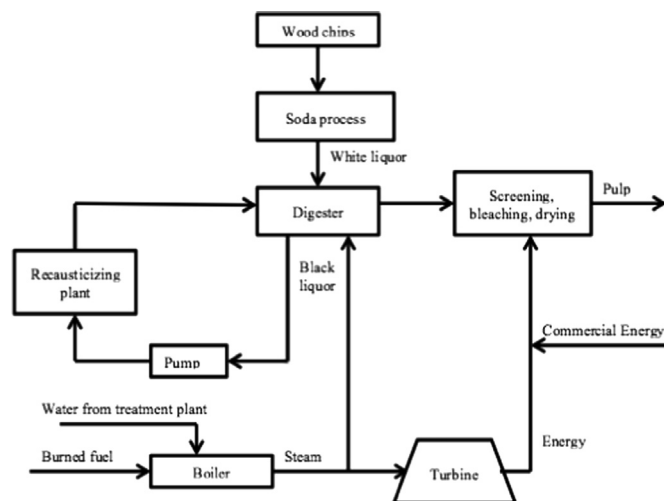 Wood chips
Soda process
White liquor
Digester
Screening,
bleaching, drying
Pulp
Recausticizing
plant
Black
liquor
Pump
Commercial Energy
Water from treatment plant
Burned fuel
Boiler
Steam
Turbine
Energy